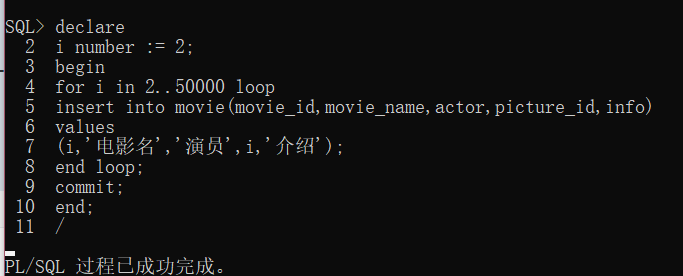 SQL> declare
2 i number := 2;
3 begin
4 for i in 2..50000 loop
5 insert into movie(movie_id,movie_name,actor,picture_id,info)
6 values
7 (i,'电影名','演员',i,'介绍');
8 end loop;
9 commit;
10 end;
11 /
PL/SQL 过程已成功完成。